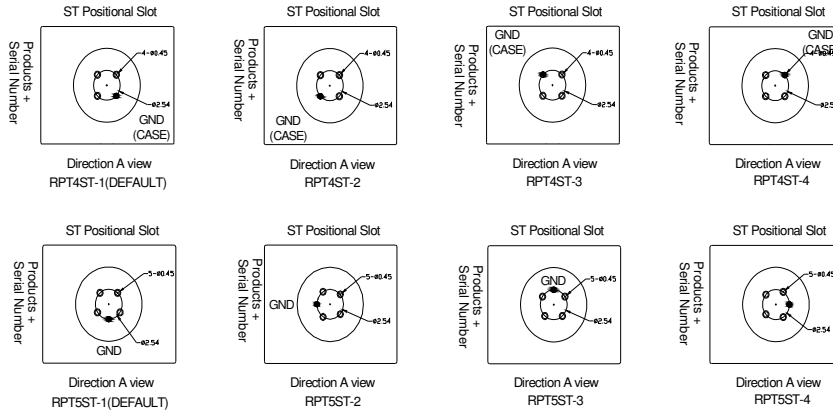 ST Positional Slot
Products +
Serial Number
4-ø0.45
ø2.54
GND
(CASE)
Direction A view
RPT4ST-1(DEFAULT)
ST Positional Slot
Products +
Serial Number
4-ø0.45
ø2.54
GND
(CASE)
Direction A view
RPT4ST-2
ST Positional Slot
Products +
Serial Number
GND
(CASE)
4-ø0.45
ø2.54
Direction A view
RPT4ST-3
ST Positional Slot
Products +
Serial Number
GND
Direction A view
RPT4ST-4
ST Positional Slot
Products +
Serial Number
5-ø0.45
ø2.54
GND
Direction A view
RPT5ST-1(DEFAULT)
ST Positional Slot
Products +
Serial Number
GND
5-ø0.45
ø2.54
Direction A view
RPT5ST-2
ST Positional Slot
Products +
Serial Number
GND
5-ø0.45
ø2.54
Direction A view
RPT5ST-3
ST Positional Slot
Products +
Serial Number
5-ø0.45
ø2.54
Direction A view
RPT5ST-4